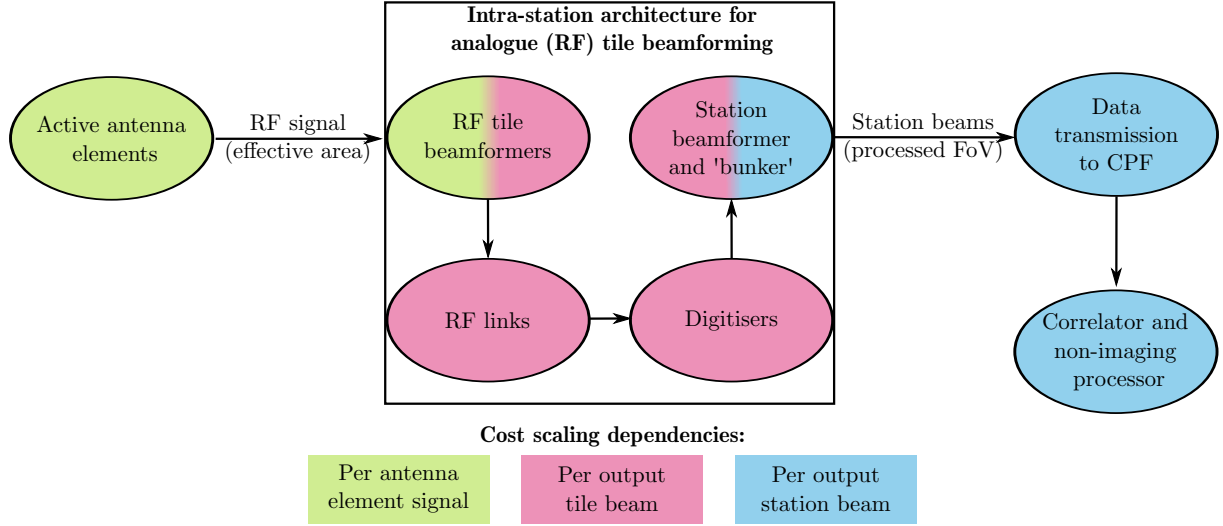 Intra-station architecture for
analogue (RF) tile beamforming
Active antenna
elements
RF signal
(effective area)
RF tile
beamformers
Station
beamformer
and 'bunker'
Station beams
(processed FoV)
Data
transmission
to CPF
RF links
Digitisers
Correlator and
non-imaging
processor
Cost scaling dependencies:
Per antenna
element signal
Per output
tile beam
Per output
station beam